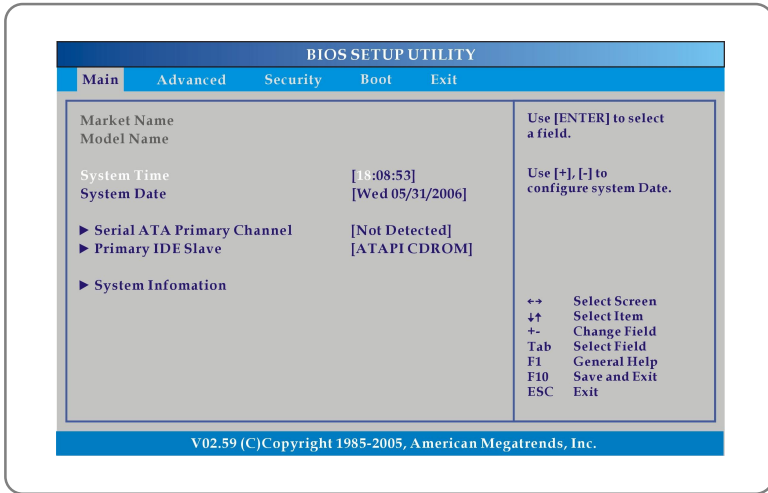 BIOS SETUP UTILITY
Main Advanced Security Boot Exit
Market Name
Model Name
System Time [18:08:53]
System Date [Wed 05/31/2006]
► Serial ATA Primary Channel [Not Detected]
► Primary IDE Slave [ATAPI CDROM]
► System Infomation
Use [ENTER] to select
a field.
Use [+], [-] to
configure system Date.
←→ Select Screen
↓↑ Select Item
+- Change Field
Tab Select Field
F1 General Help
F10 Save and Exit
ESC Exit
V02.59 (C)Copyright 1985-2005, American Megatrends, Inc.